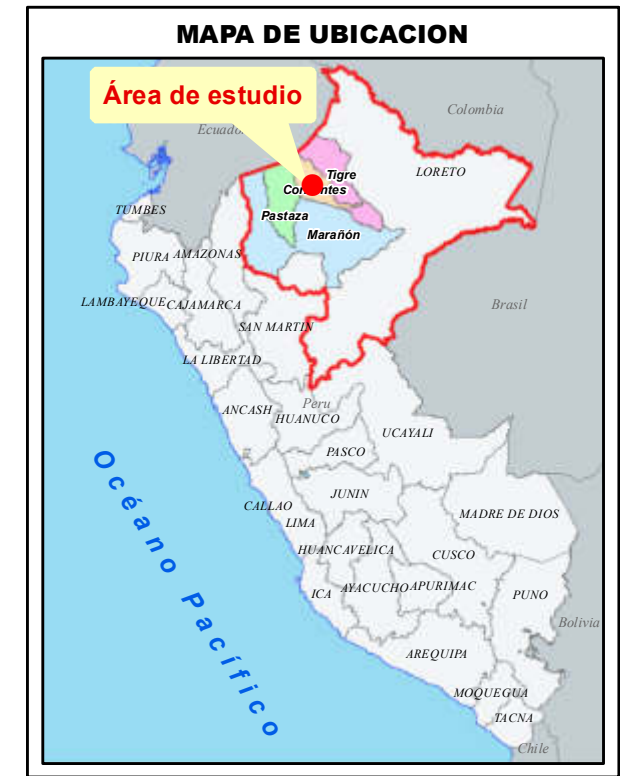 MAPA DE UBICACION
Área de estudio
Colombia
Ecuador
LORETO
Tigre
Corrientes
Pastaza
Marañón
TUMBES
PIURA
AMAZONAS
LAMBAYEQUE
CAJAMARCA
SAN MARTIN
Brasil
LA LIBERTAD
Peru
ANCASH
HUANUCO
UCAYALI
PASCO
Océano Pacífico
CALLAO
JUNIN
LIMA
MADRE DE DIOS
HUANCAVELICA
CUSCO
ICA
AYACUCHO
APURIMAC
PUNO
Bolivia
AREQUIPA
MOQUEGUA
TACNA
Chile